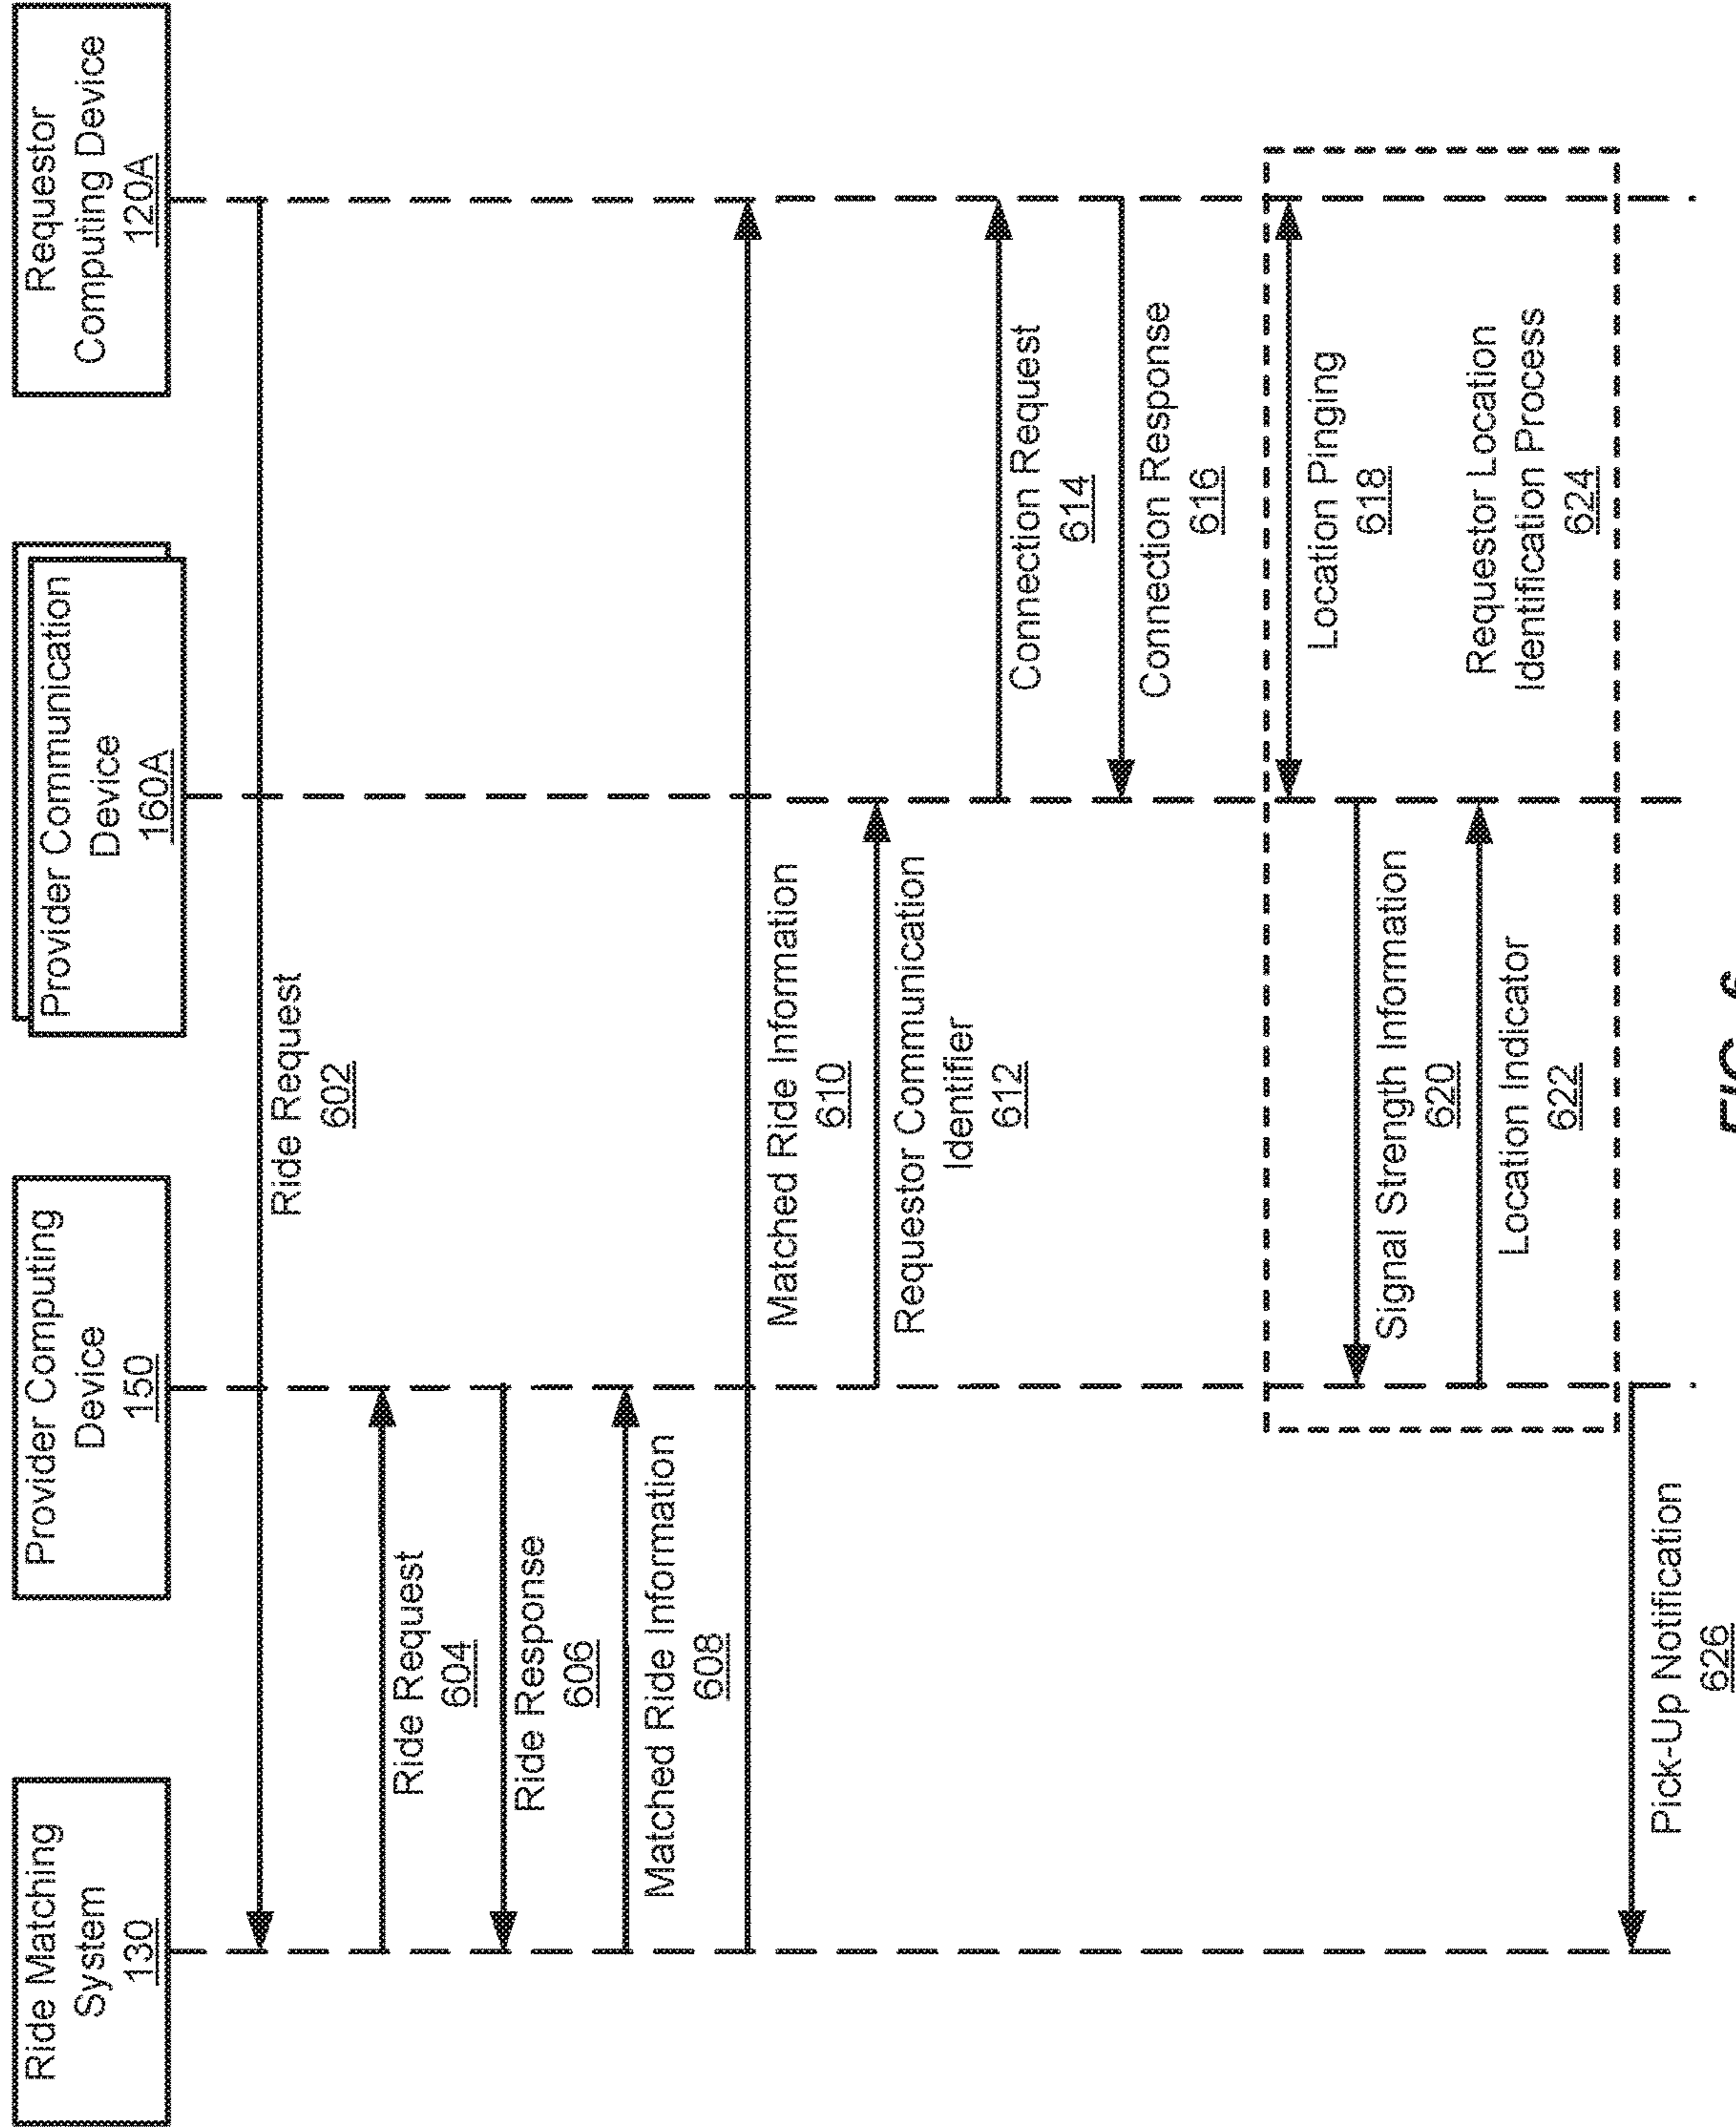 Ride Matching
System
130
Provider Computing
Device
150
Provider Communication
Device
160A
Requestor
Computing Device
120A
Ride Request
602
Ride Request
604
Ride Response
606
Matched Ride Information
608
Matched Ride Information
610
Requestor Communication
Identifier
612
Connection Request
614
Connection Response
616
Location Pinging
618
Signal Strength Information
620
Location Indicator
622
Requestor Location
Identification Process
624
Pick-Up Notification
626
FIG. 6